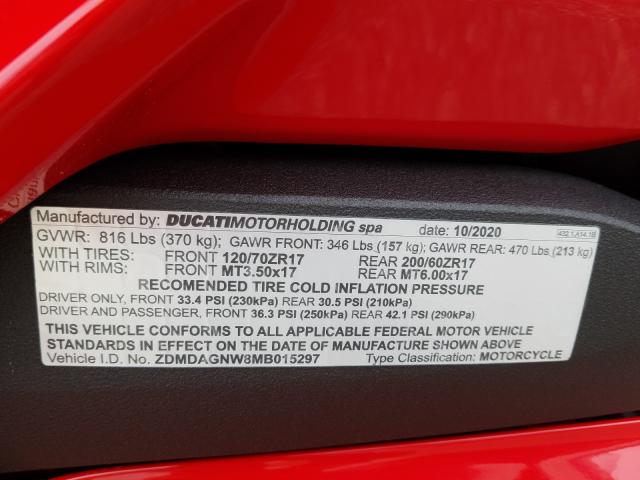 Manufactured by: DUCATIMOTORHOLDING spa date: 10/2020 432.1.A14.1B
GVWR: 816 Lbs (370 kg); GAWR FRONT: 346 Lbs (157 kg); GAWR REAR: 470 Lbs (213 kg)
WITH TIRES: FRONT 120/70ZR17 REAR 200/60ZR17
WITH RIMS: FRONT MT3.50x17 REAR MT6.00x17
RECOMENDED TIRE COLD INFLATION PRESSURE
DRIVER ONLY, FRONT 33.4 PSI (230kPa) REAR 30.5 PSI (210kPa)
DRIVER AND PASSENGER, FRONT 36.3 PSI (250kPa) REAR 42.1 PSI (290kPa)
THIS VEHICLE CONFORMS TO ALL APPLICABLE FEDERAL MOTOR VEHICLE
STANDARDS IN EFFECT ON THE DATE OF MANUFACTURE SHOWN ABOVE
Vehicle I.D. No. ZDMDAGNW8MB015297 Type Classification: MOTORCYCLE